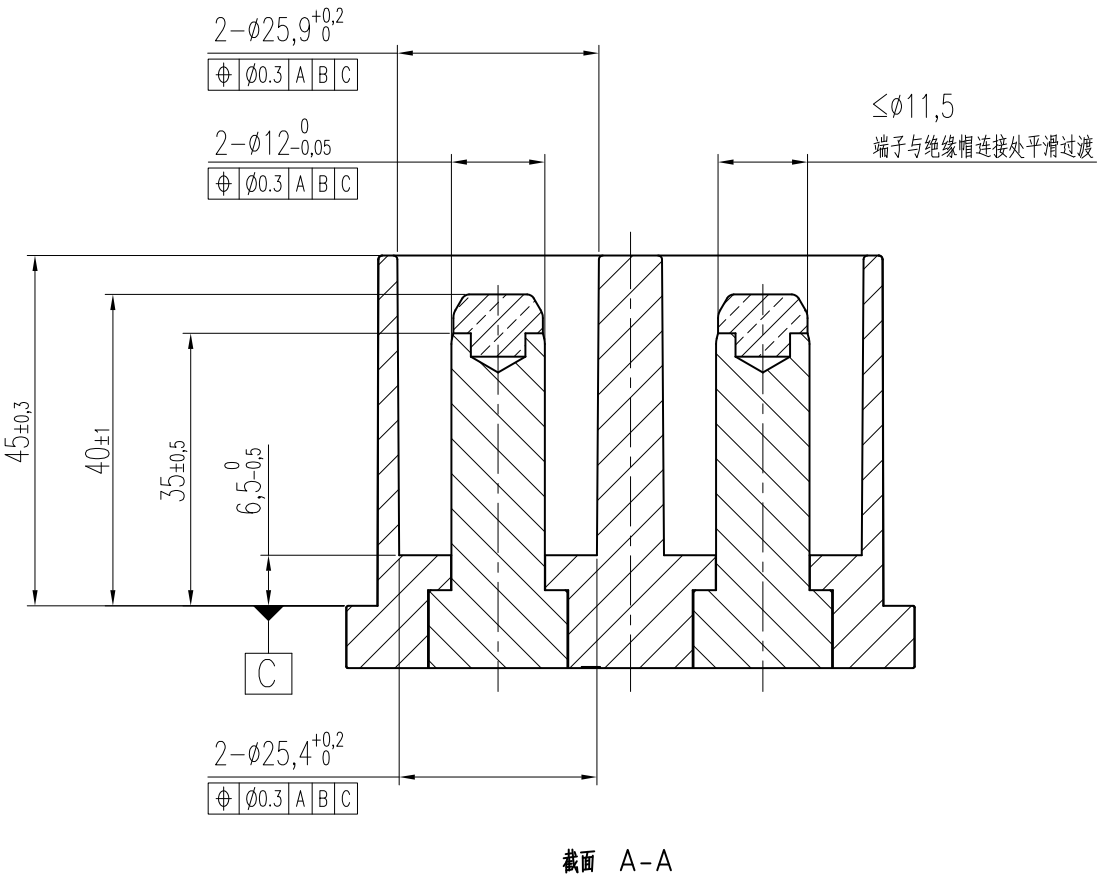 2-ø25,9 +0,2 0
⌖ Ø0.3 A B C
≤ø11,5
端子与绝缘帽连接处平滑过渡
2-ø12 0 -0,05
⌖ Ø0.3 A B C
45±0,3
40±1
35±0,5
6,5 0 -0,5
C
2-ø25,4 +0,2 0
⌖ Ø0.3 A B C
截面 A-A